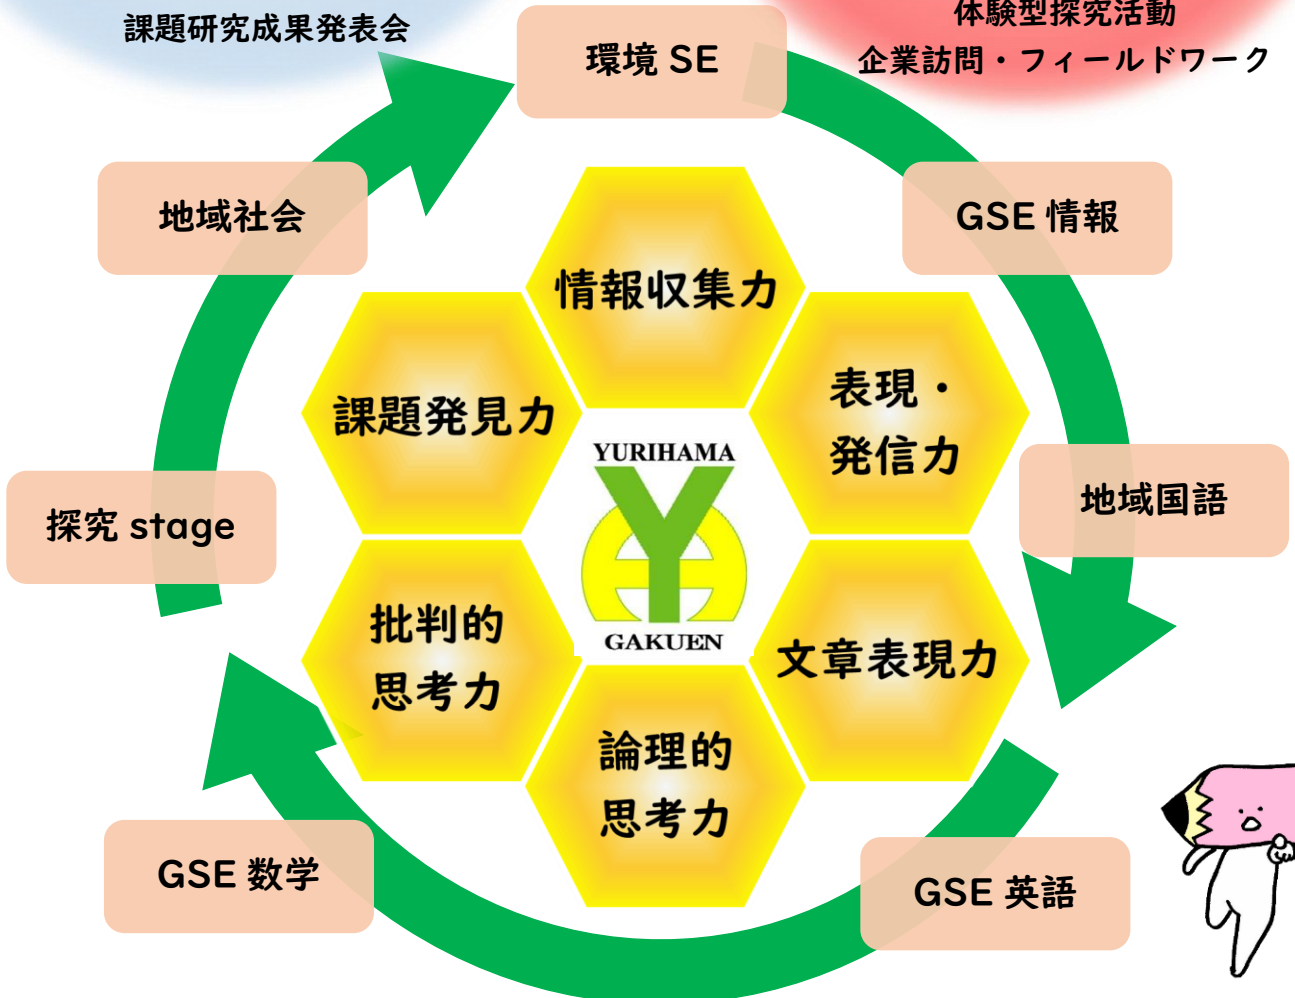 課題研究成果発表会
体験型探究活動
企業訪問・フィールドワーク
環境 SE
地域社会
GSE 情報
情報収集力
課題発見力
表現・
発信力
YURIHAMA
GAKUEN
探究 stage
地域国語
批判的
思考力
文章表現力
論理的
思考力
GSE 数学
GSE 英語